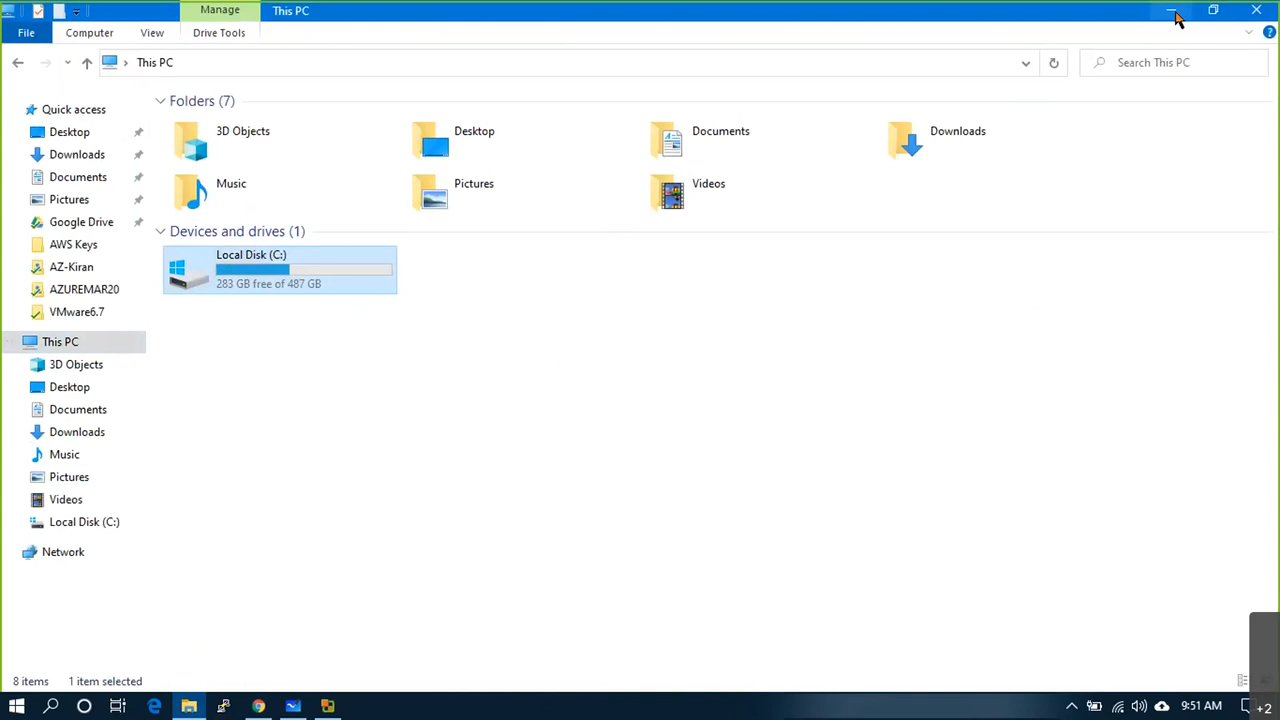 Manage
This PC
File
Computer
View
Drive Tools
This PC
Search This PC
Quick access
Desktop
Downloads
Documents
Pictures
Google Drive
AWS Keys
AZ-Kiran
AZUREMAR20
VMware6.7
This PC
3D Objects
Desktop
Documents
Downloads
Music
Pictures
Videos
Local Disk (C:)
Network
Folders (7)
3D Objects
Desktop
Documents
Downloads
Music
Pictures
Videos
Devices and drives (1)
Local Disk (C:)
283 GB free of 487 GB
8 items
1 item selected
9:51 AM
+2